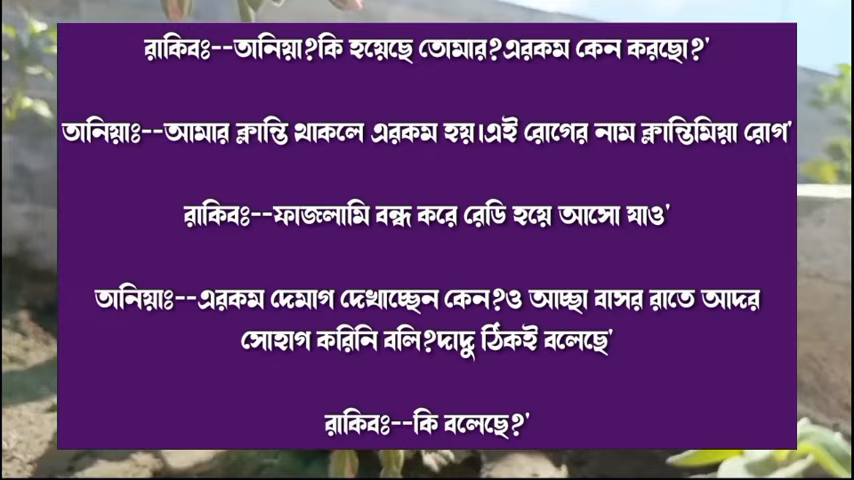 রাকিবঃ--তানিয়া?কি হয়েছে তোমার?এরকম কেন করছো?'
তানিয়াঃ--আমার ক্লান্তি থাকলে এরকম হয়।এই রোগের নাম ক্লান্তিমিয়া রোগ'
রাকিবঃ--ফাজলামি বন্ধ করে রেডি হয়ে আসো যাও'
তানিয়াঃ--এরকম দেমাগ দেখাচ্ছেন কেন?ও আচ্ছা বাসর রাতে আদর
সোহাগ করিনি বলি?দাদু ঠিকই বলেছে'
রাকিবঃ--কি বলেছে?'